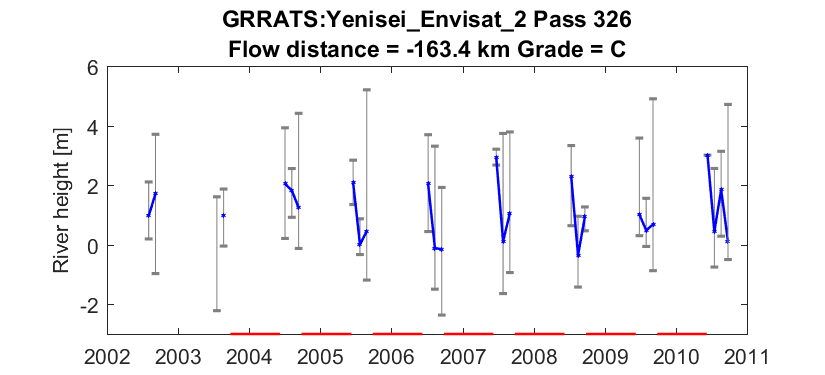 GRRATS:Yenisei_Envisat_2 Pass 326
Flow distance = -163.4 km Grade = C
River height [m]
6
4
2
0
-2
2002 2003 2004 2005 2006 2007 2008 2009 2010 2011